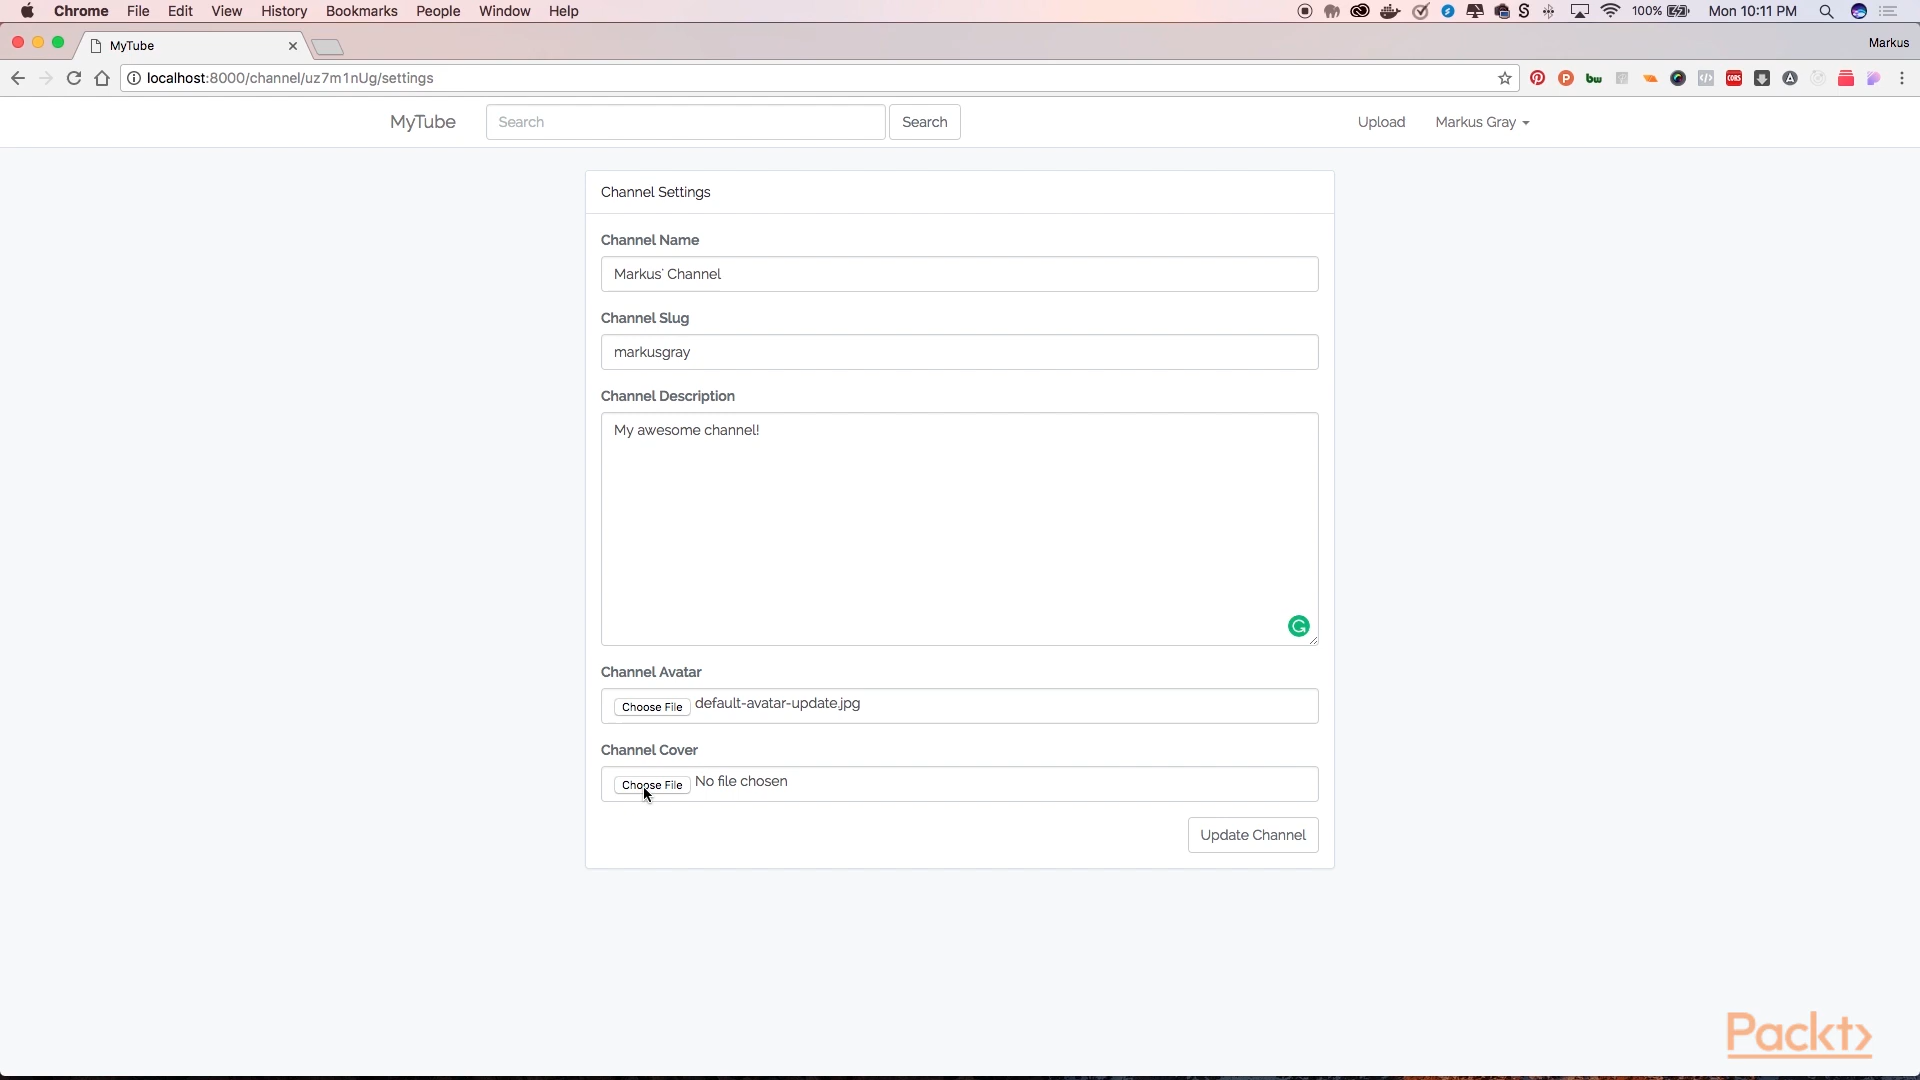 Chrome File Edit View History Bookmarks People Window Help 100% Mon 10:11 PM
MyTube Markus
localhost:8000/channel/uz7m1nUg/settings
MyTube Search Search Upload Markus Gray
Channel Settings
Channel Name
Markus' Channel
Channel Slug
markusgray
Channel Description
My awesome channel!
Channel Avatar
Choose File default-avatar-update.jpg
Channel Cover
Choose File No file chosen
Update Channel
Packt>